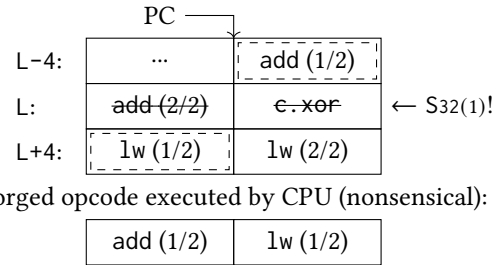 PC
L-4: ... add (1/2)
L: add (2/2) c.xor ← S32(1)!
L+4: lw (1/2) lw (2/2)
orged opcode executed by CPU (nonsensical):
add (1/2) lw (1/2)